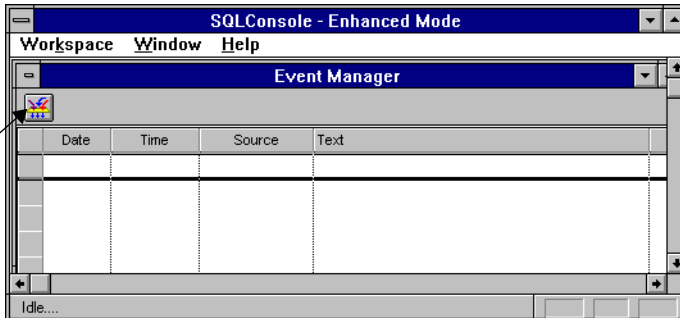 SQLConsole - Enhanced Mode
Workspace Window Help
Event Manager
Date Time Source Text
Idle....